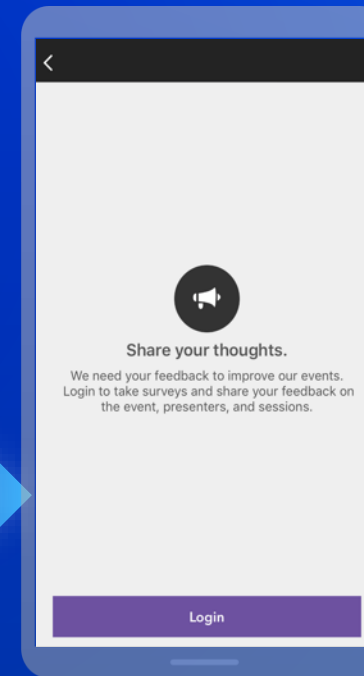 Share your thoughts.
We need your feedback to improve our events.
Login to take surveys and share your feedback on
the event, presenters, and sessions.
Login